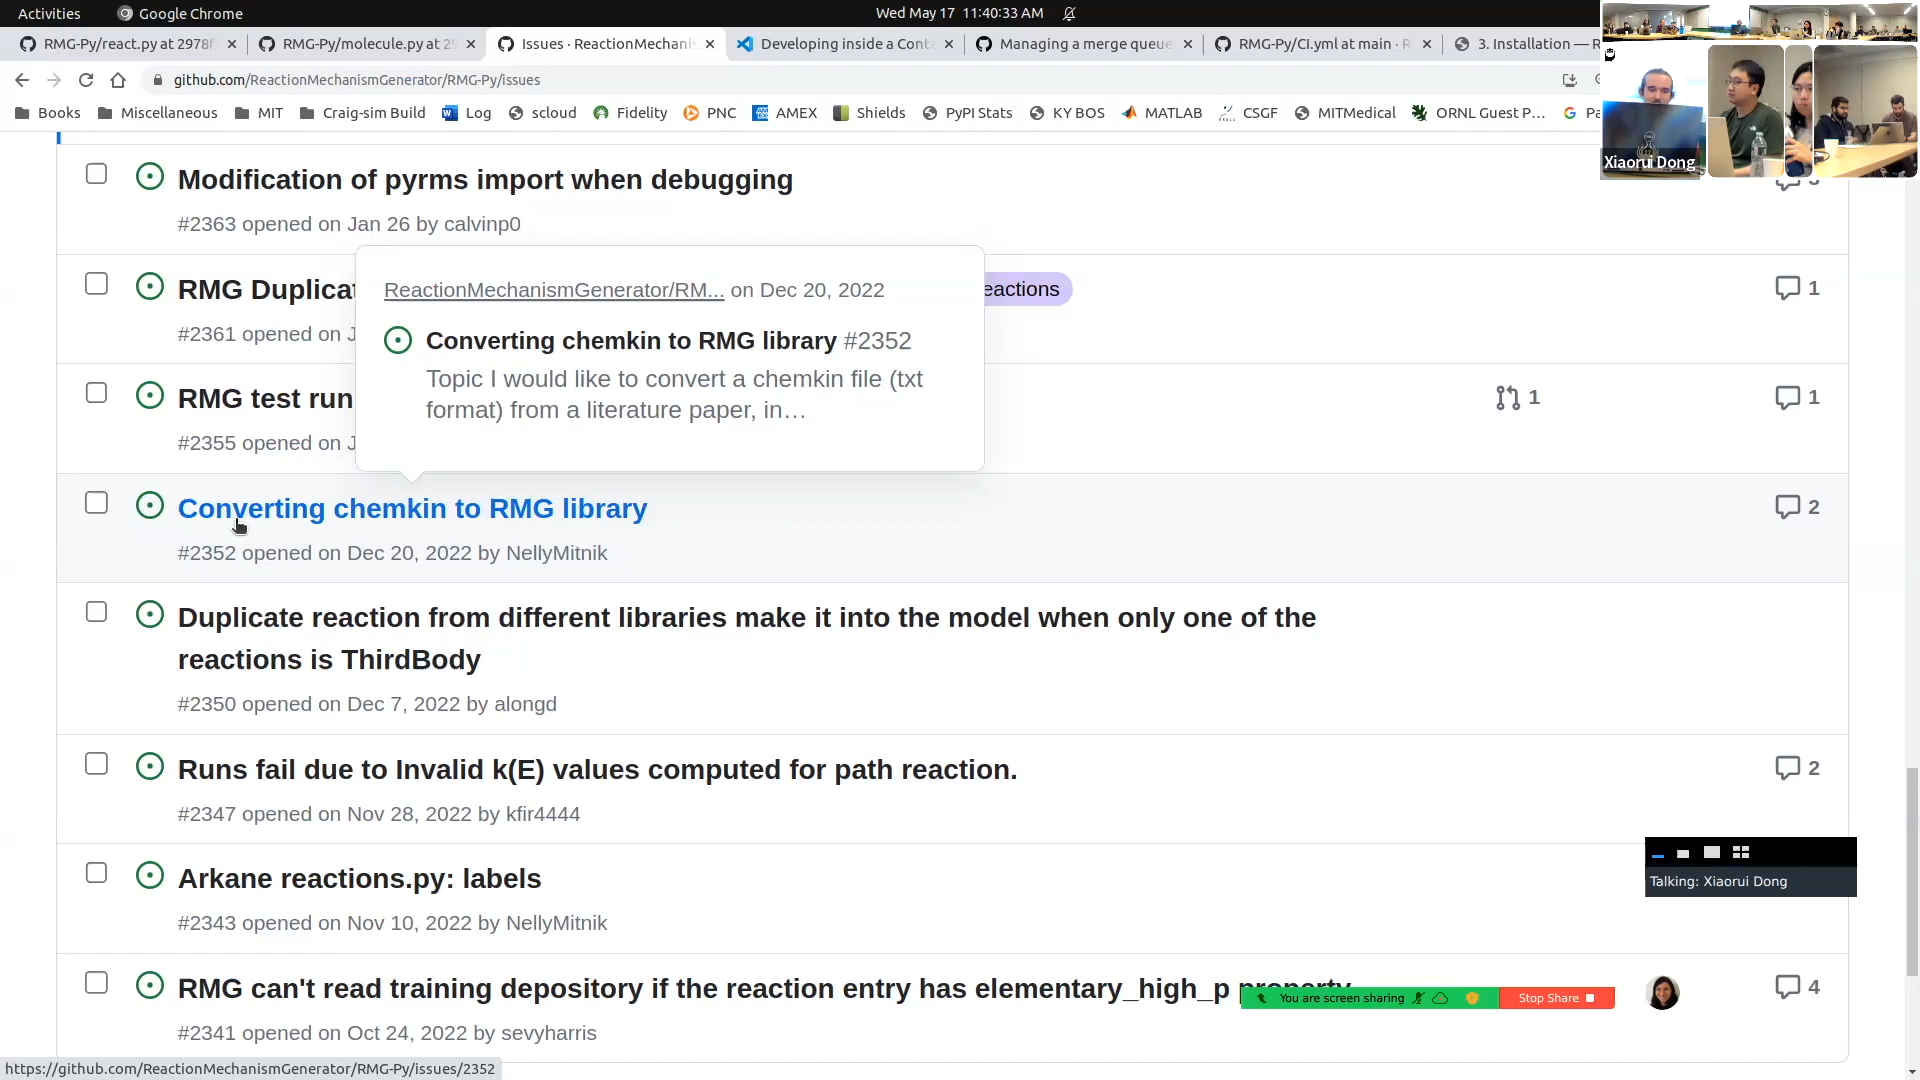 Activities
Google Chrome
Wed May 17 11:40:33 AM
RMG-Py/react.py at 2978f
RMG-Py/molecule.py at 29
Issues · ReactionMechanis
Developing inside a Conta
Managing a merge queue
RMG-Py/CI.yml at main · R
3. Installation — R
github.com/ReactionMechanismGenerator/RMG-Py/issues
Books
Miscellaneous
MIT
Craig-sim Build
Log
scloud
Fidelity
PNC
AMEX
Shields
PyPI Stats
KY BOS
MATLAB
CSGF
MITMedical
ORNL Guest P...
Xiaorui Dong
Modification of pyrms import when debugging
#2363 opened on Jan 26 by calvinp0
RMG Duplicat
eactions
1
#2361 opened on J
ReactionMechanismGenerator/RM... on Dec 20, 2022
Converting chemkin to RMG library #2352
Topic I would like to convert a chemkin file (txt
format) from a literature paper, in…
RMG test run
1
1
#2355 opened on J
Converting chemkin to RMG library
2
#2352 opened on Dec 20, 2022 by NellyMitnik
Duplicate reaction from different libraries make it into the model when only one of the
reactions is ThirdBody
#2350 opened on Dec 7, 2022 by alongd
Runs fail due to Invalid k(E) values computed for path reaction.
2
#2347 opened on Nov 28, 2022 by kfir4444
Arkane reactions.py: labels
Talking: Xiaorui Dong
#2343 opened on Nov 10, 2022 by NellyMitnik
RMG can't read training depository if the reaction entry has elementary_high_p property
4
You are screen sharing
Stop Share
#2341 opened on Oct 24, 2022 by sevyharris
https://github.com/ReactionMechanismGenerator/RMG-Py/issues/2352